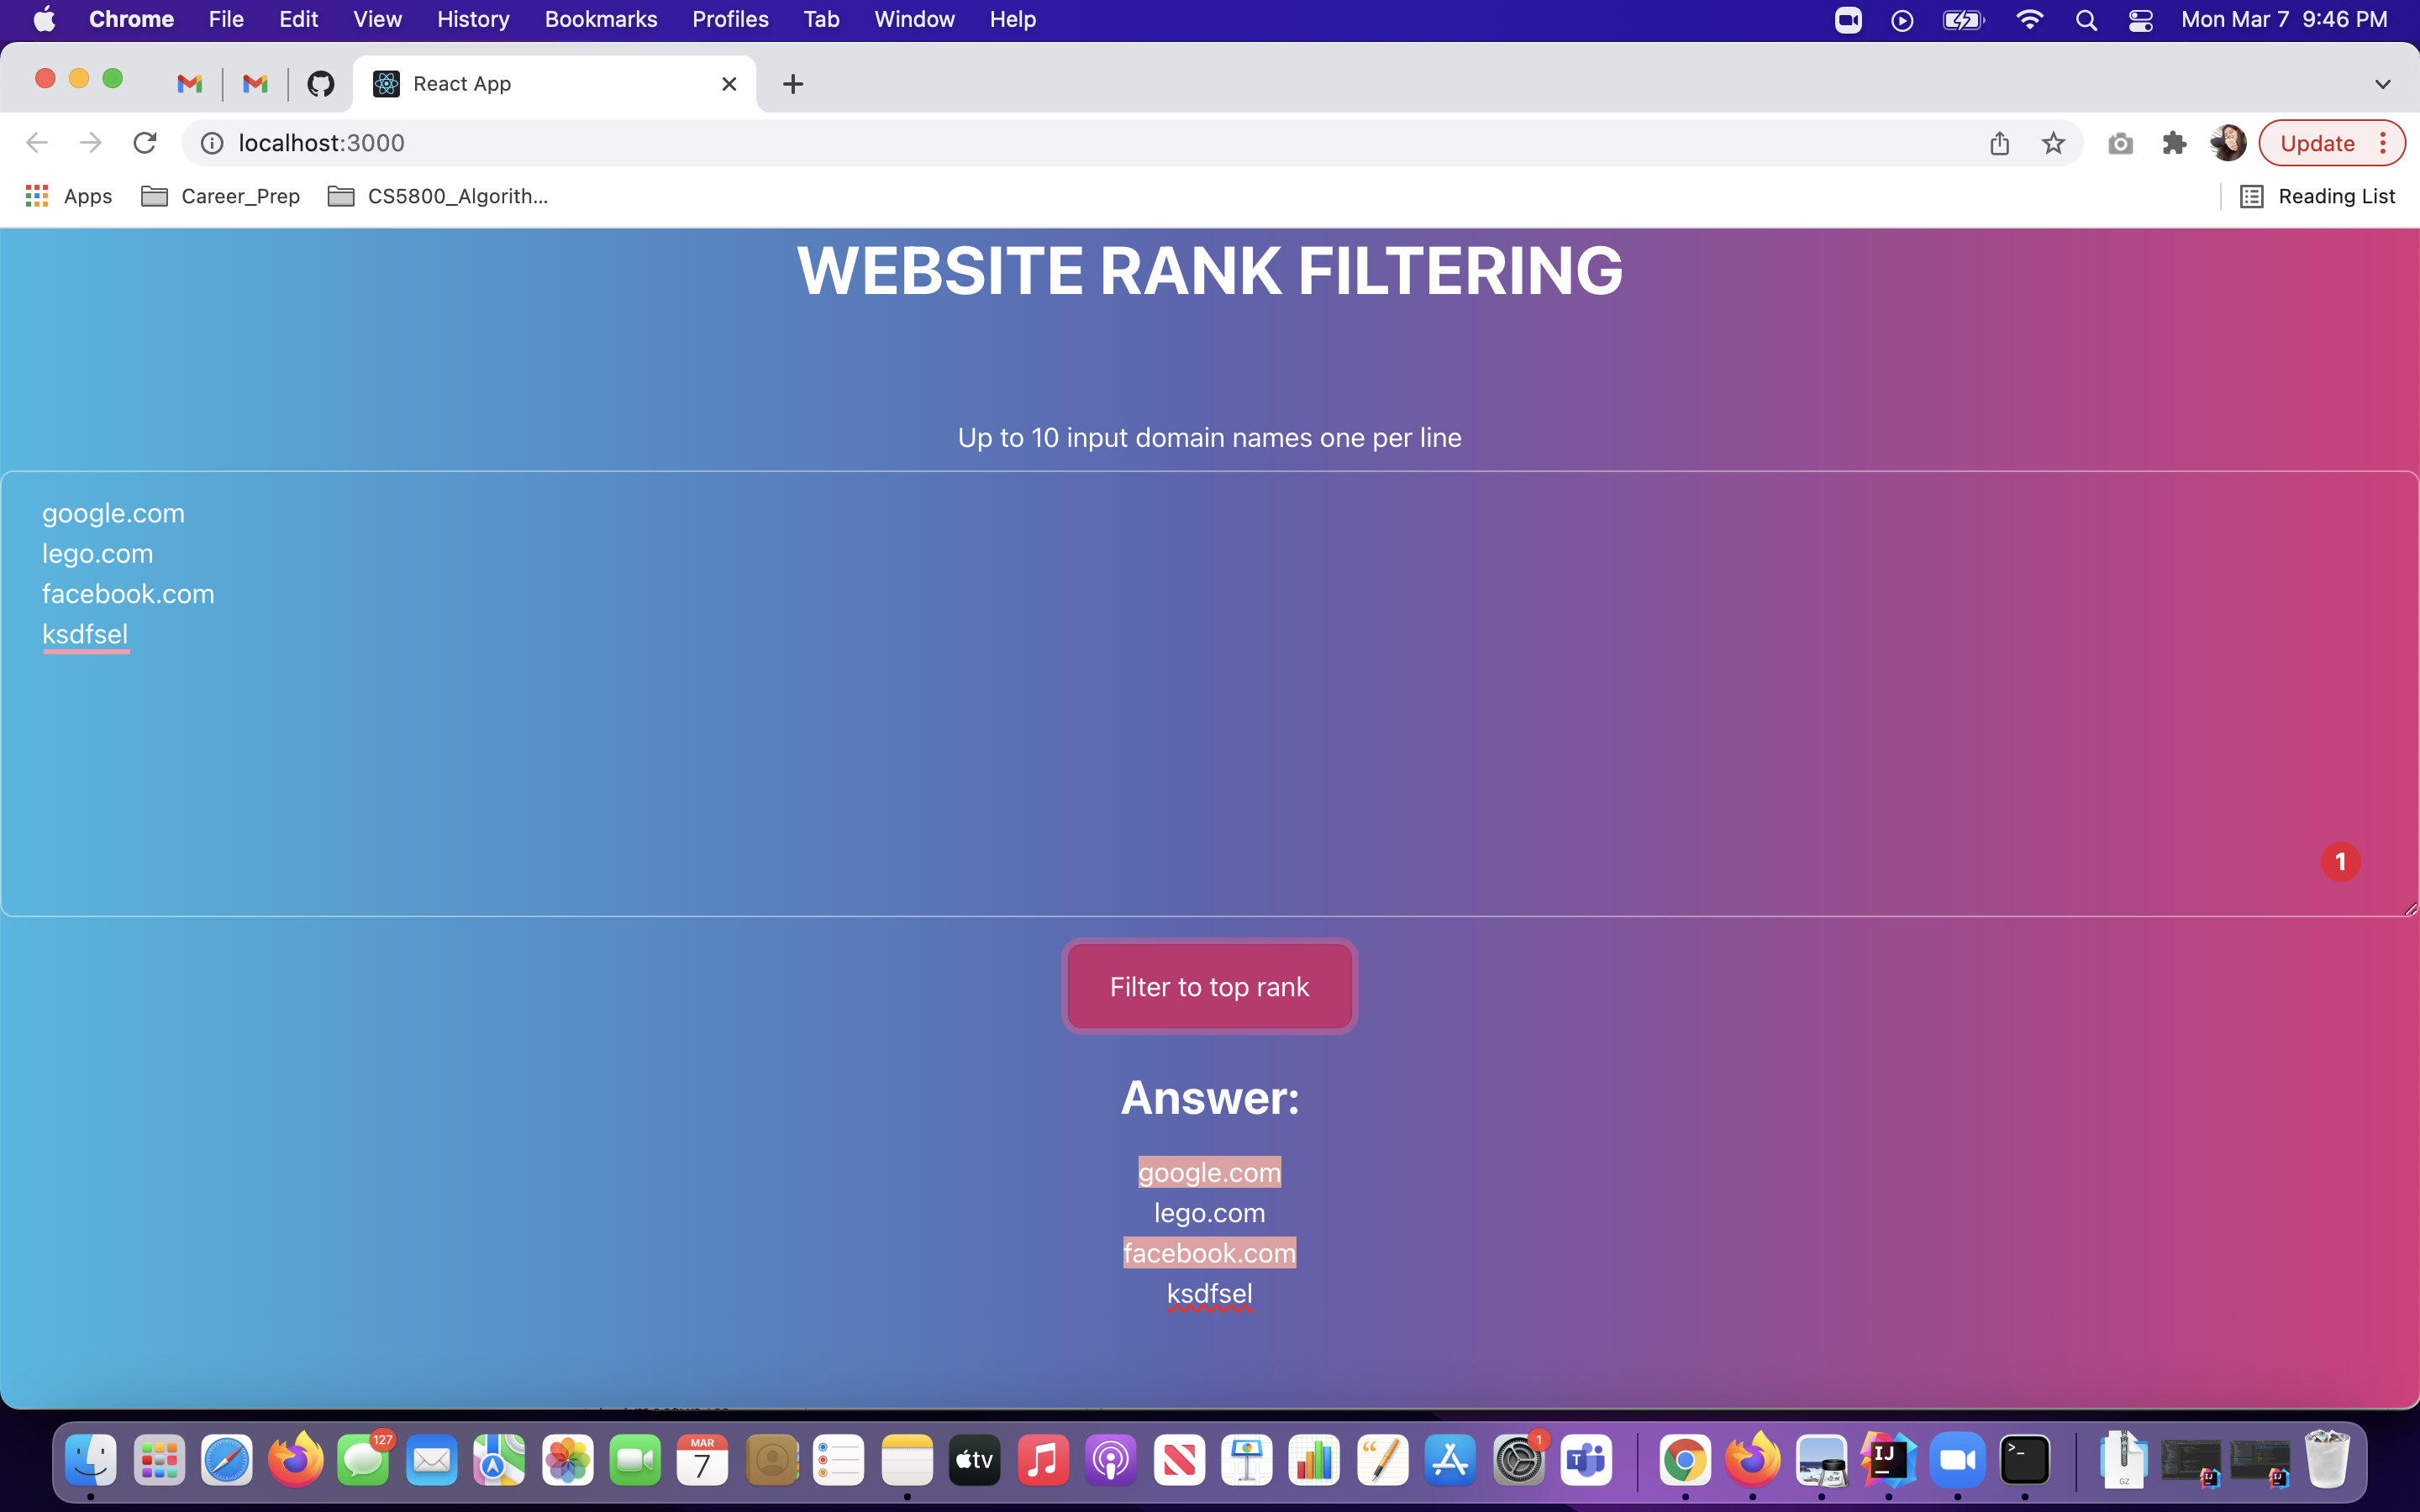 Chrome File Edit View History Bookmarks Profiles Tab Window Help Mon Mar 7 9:46 PM
React App
localhost:3000 Update
Apps Career_Prep CS5800_Algorith... Reading List
WEBSITE RANK FILTERING
Up to 10 input domain names one per line
google.com
lego.com
facebook.com
ksdfsel
1
Filter to top rank
Answer:
google.com
lego.com
facebook.com
ksdfsel
127
MAR
7
tv
1
T
IJ
>_
GZ